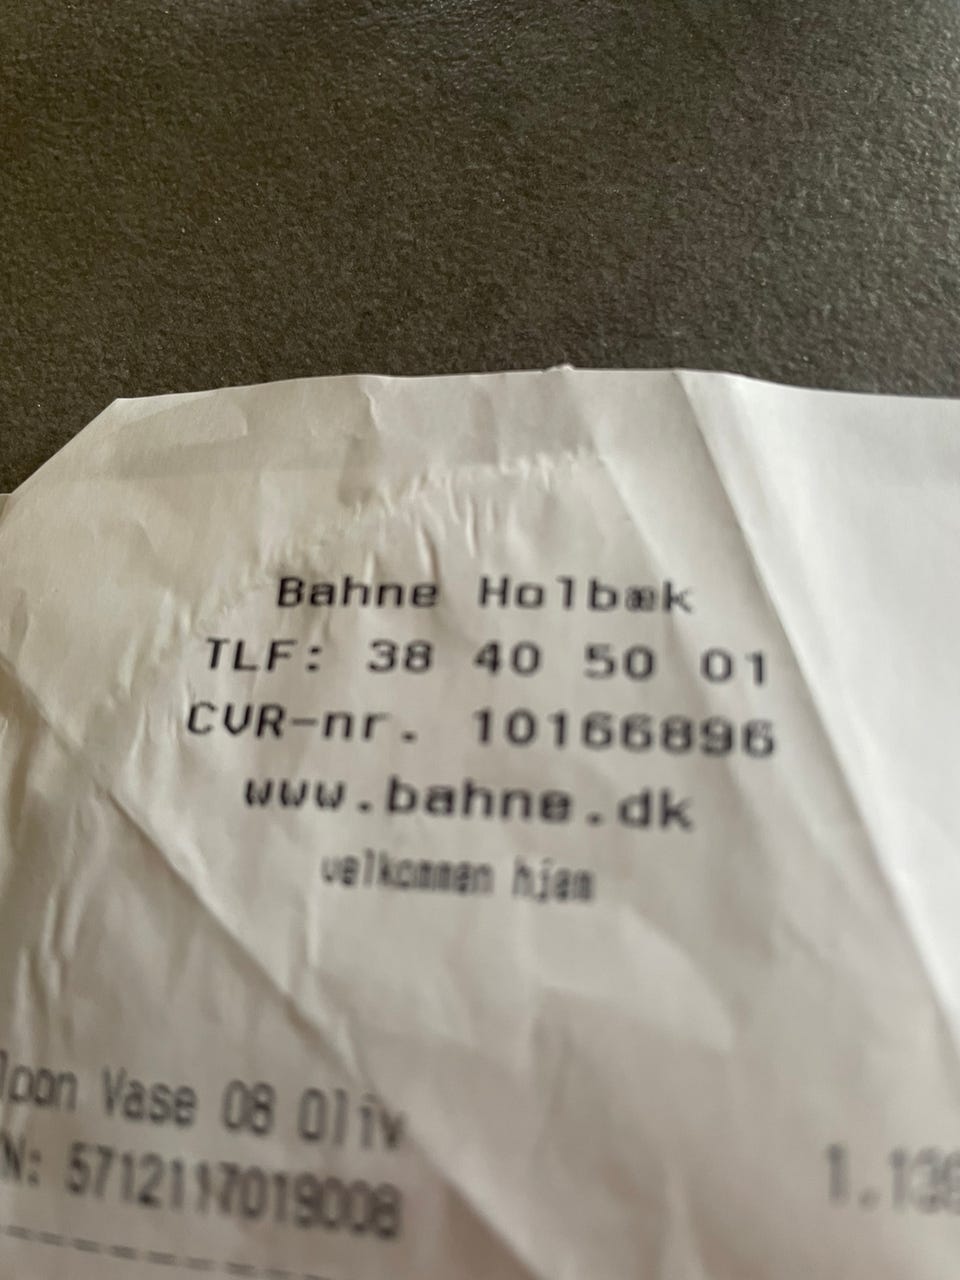 Bahne Holbæk
TLF: 38 40 50 01
CVR-nr. 10166896
www.bahne.dk
velkommen hjem
Vase 08 Oliv
5712117019008